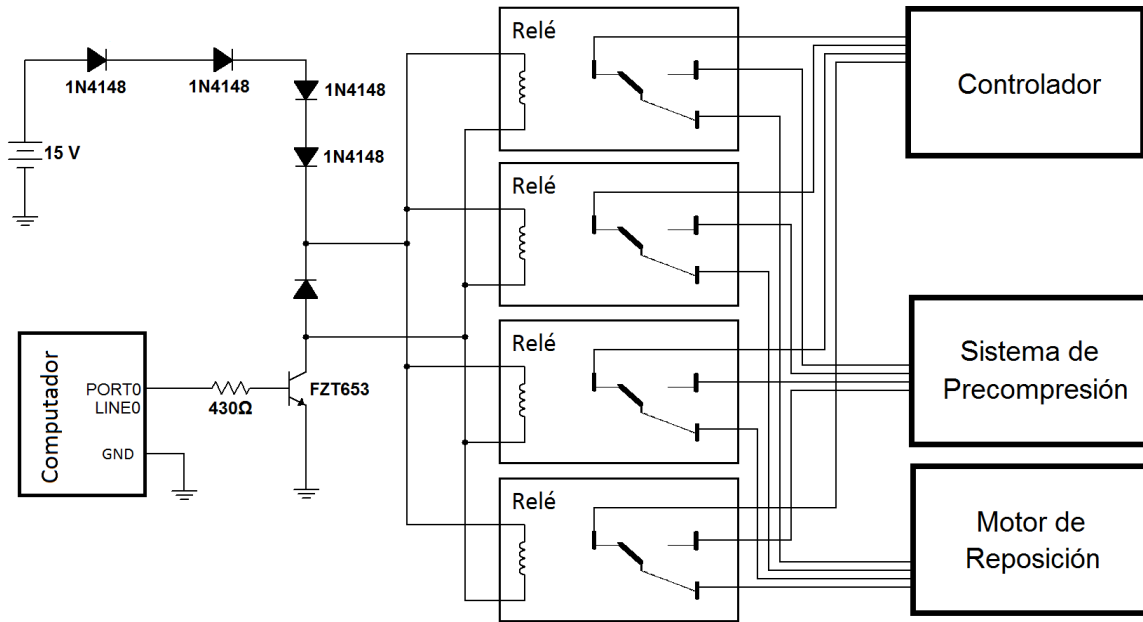 Relé
Controlador
1N4148
1N4148
1N4148
15 V
1N4148
Relé
Relé
Sistema de
Precompresión
Computador
PORT0
LINE0
GND
430Ω
FZT653
Relé
Motor de
Reposición